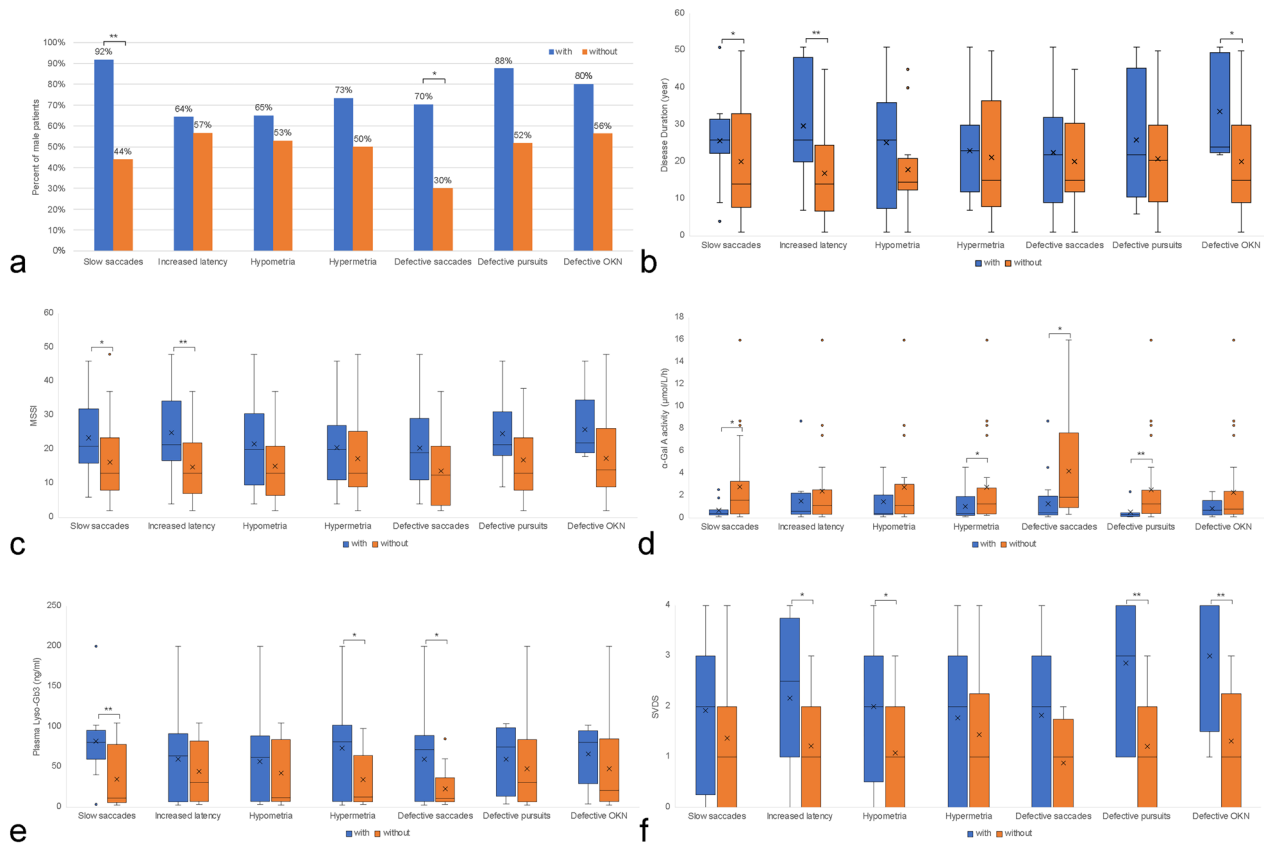 **
*
with without
100%
90%
80%
70%
60%
50%
40%
30%
20%
10%
0%
Percent of male patients
92%
44%
64%
57%
65%
53%
73%
50%
70%
30%
88%
52%
80%
56%
Slow saccades Increased latency Hypometria Hypermetria Defective saccades Defective pursuits Defective OKN
a
60
50
40
30
20
10
0
Disease Duration (year)
* ** *
Slow saccades Increased latency Hypometria Hypermetria Defective saccades Defective pursuits Defective OKN
with without
b
60
50
40
30
20
10
0
MSSI
* **
Slow saccades Increased latency Hypometria Hypermetria Defective saccades Defective pursuits Defective OKN
with without
c
18
16
14
12
10
8
6
4
2
0
α-Gal A activity (μmol/L/h)
* * * **
Slow saccades Increased latency Hypometria Hypermetria Defective saccades Defective pursuits Defective OKN
with without
d
250
200
150
100
50
0
Plasma Lyso-Gb3 (ng/ml)
** * *
Slow saccades Increased latency Hypometria Hypermetria Defective saccades Defective pursuits Defective OKN
with without
e
4
3
2
1
0
SVDS
* * ** **
Slow saccades Increased latency Hypometria Hypermetria Defective saccades Defective pursuits Defective OKN
with without
f